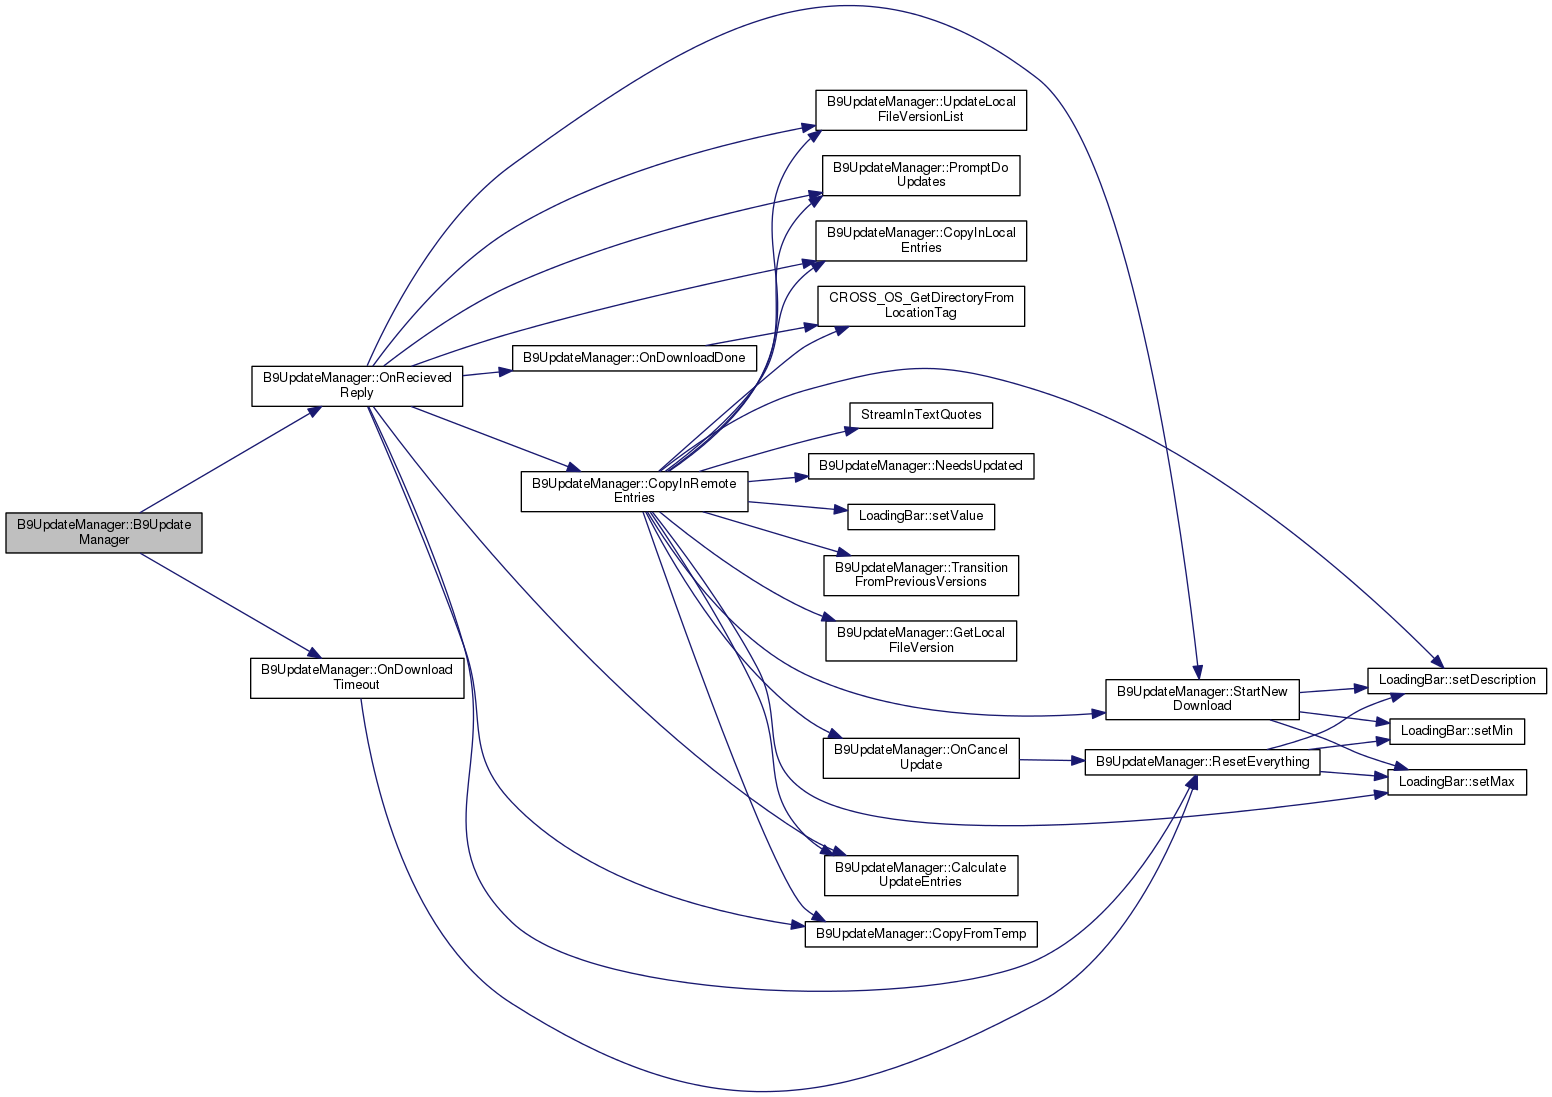 B9UpdateManager::UpdateLocal
FileVersionList
B9UpdateManager::PromptDo
Updates
B9UpdateManager::CopyInLocal
Entries
CROSS_OS_GetDirectoryFrom
LocationTag
B9UpdateManager::OnDownloadDone
B9UpdateManager::OnRecieved
Reply
StreamInTextQuotes
B9UpdateManager::NeedsUpdated
B9UpdateManager::CopyInRemote
Entries
LoadingBar::setValue
B9UpdateManager::B9Update
Manager
B9UpdateManager::Transition
FromPreviousVersions
B9UpdateManager::GetLocal
FileVersion
B9UpdateManager::OnDownload
Timeout
LoadingBar::setDescription
B9UpdateManager::StartNew
Download
LoadingBar::setMin
B9UpdateManager::OnCancel
Update
B9UpdateManager::ResetEverything
LoadingBar::setMax
B9UpdateManager::Calculate
UpdateEntries
B9UpdateManager::CopyFromTemp